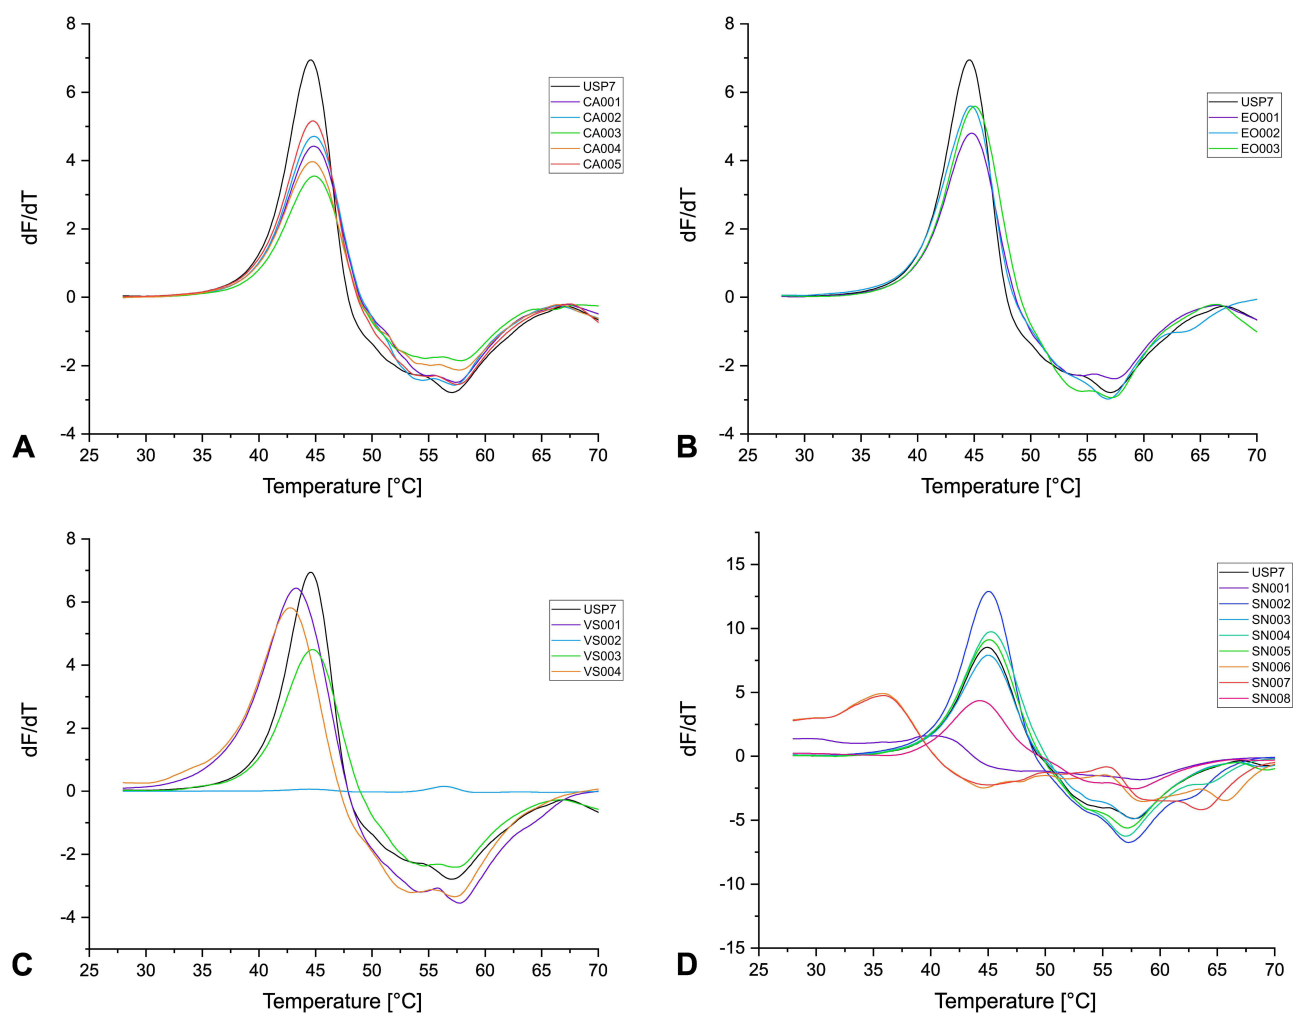 8
6
4
2
0
-2
-4
dF/dT
25 30 35 40 45 50 55 60 65 70
Temperature [°C]
USP7
CA001
CA002
CA003
CA004
CA005
A
8
6
4
2
0
-2
-4
dF/dT
25 30 35 40 45 50 55 60 65 70
Temperature [°C]
USP7
EO001
EO002
EO003
B
8
6
4
2
0
-2
-4
dF/dT
25 30 35 40 45 50 55 60 65 70
Temperature [°C]
USP7
VS001
VS002
VS003
VS004
C
15
10
5
0
-5
-10
-15
dF/dT
25 30 35 40 45 50 55 60 65 70
Temperature [°C]
USP7
SN001
SN002
SN003
SN004
SN005
SN006
SN007
SN008
D